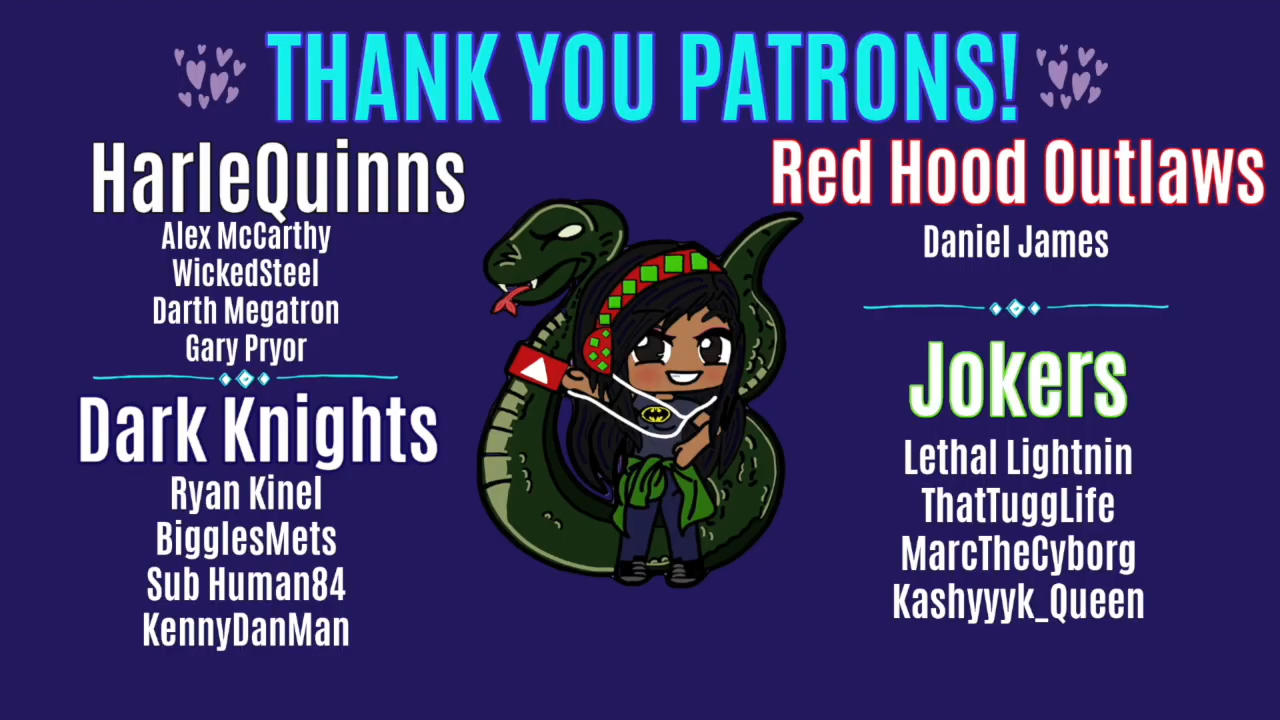 THANK YOU PATRONS!
HarleQuinns
Alex McCarthy
WickedSteel
Darth Megatron
Gary Pryor
Dark Knights
Ryan Kinel
BigglesMets
Sub Human84
KennyDanMan
Red Hood Outlaws
Daniel James
Jokers
Lethal Lightnin
ThatTuggLife
MarcTheCyborg
Kashyyyk_Queen